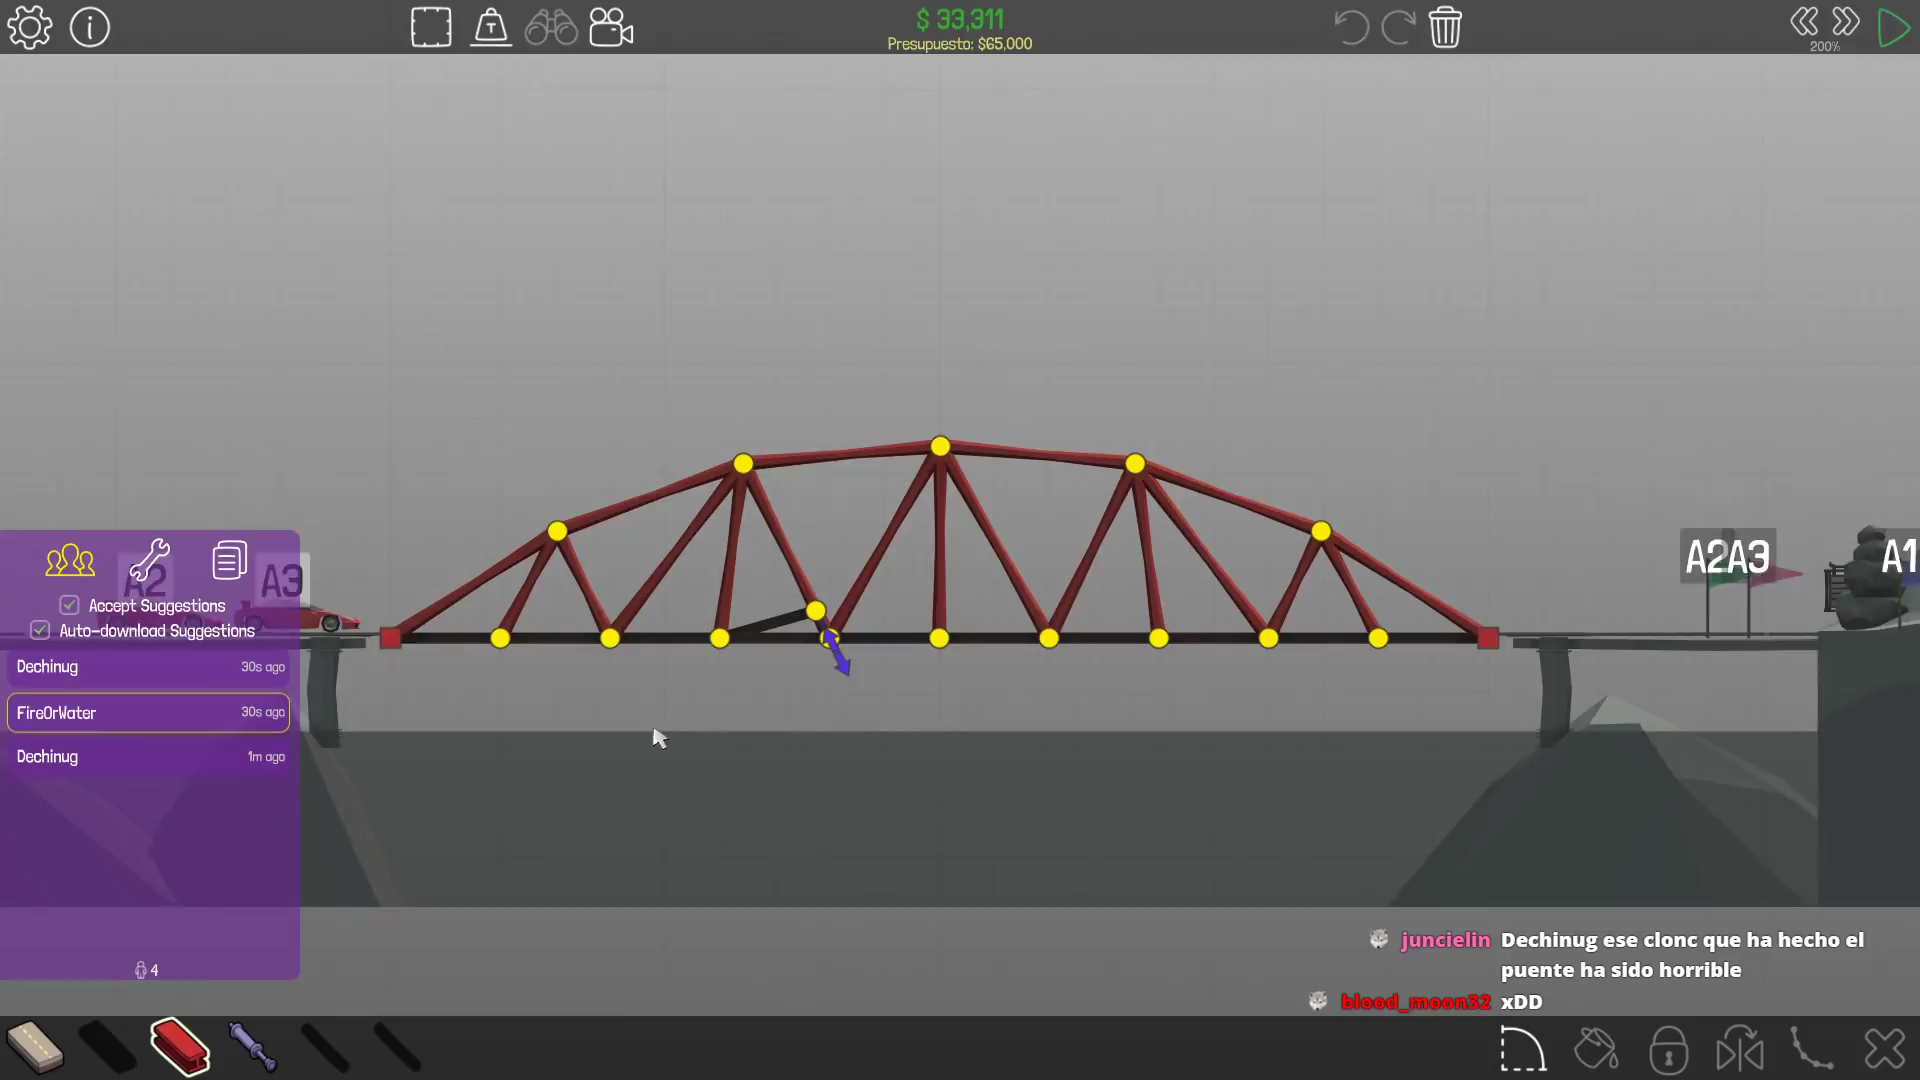 $ 33,311
Presupuesto: $65,000
200%
A2
A3
Accept Suggestions
Auto-download Suggestions
Dechinug 30s ago
FireOrWater 30s ago
Dechinug 1m ago
4
A2A3
A1
juncielin Dechinug ese clonc que ha hecho el
puente ha sido horrible
blood_moon32 xDD